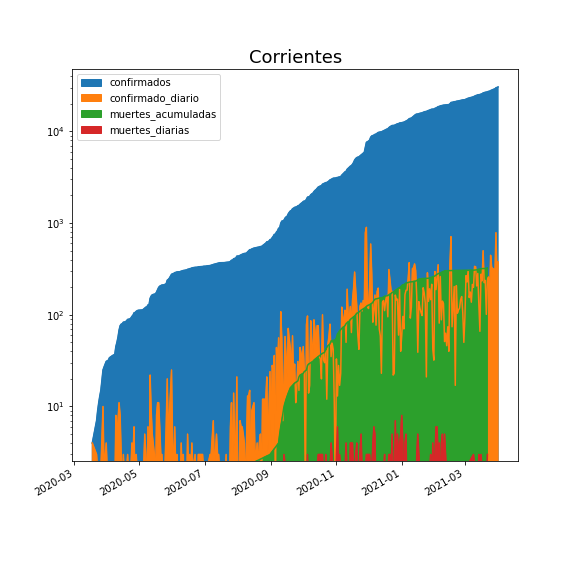 Corrientes
confirmados
confirmado_diario
muertes_acumuladas
muertes_diarias
10⁴
10³
10²
10¹
2020-03
2020-05
2020-07
2020-09
2020-11
2021-01
2021-03